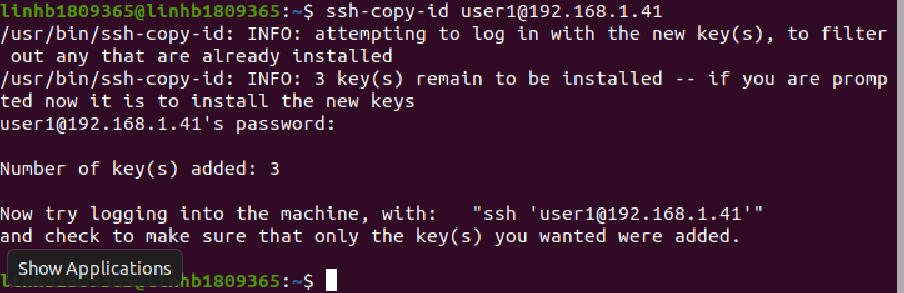 linhb1809365@linhb1809365:~$ ssh-copy-id user1@192.168.1.41
/usr/bin/ssh-copy-id: INFO: attempting to log in with the new key(s), to filter
 out any that are already installed
/usr/bin/ssh-copy-id: INFO: 3 key(s) remain to be installed -- if you are promp
ted now it is to install the new keys
user1@192.168.1.41's password:
Number of key(s) added: 3
Now try logging into the machine, with:   "ssh 'user1@192.168.1.41'"
and check to make sure that only the key(s) you wanted were added.
Show Applications
hb1809365:~$